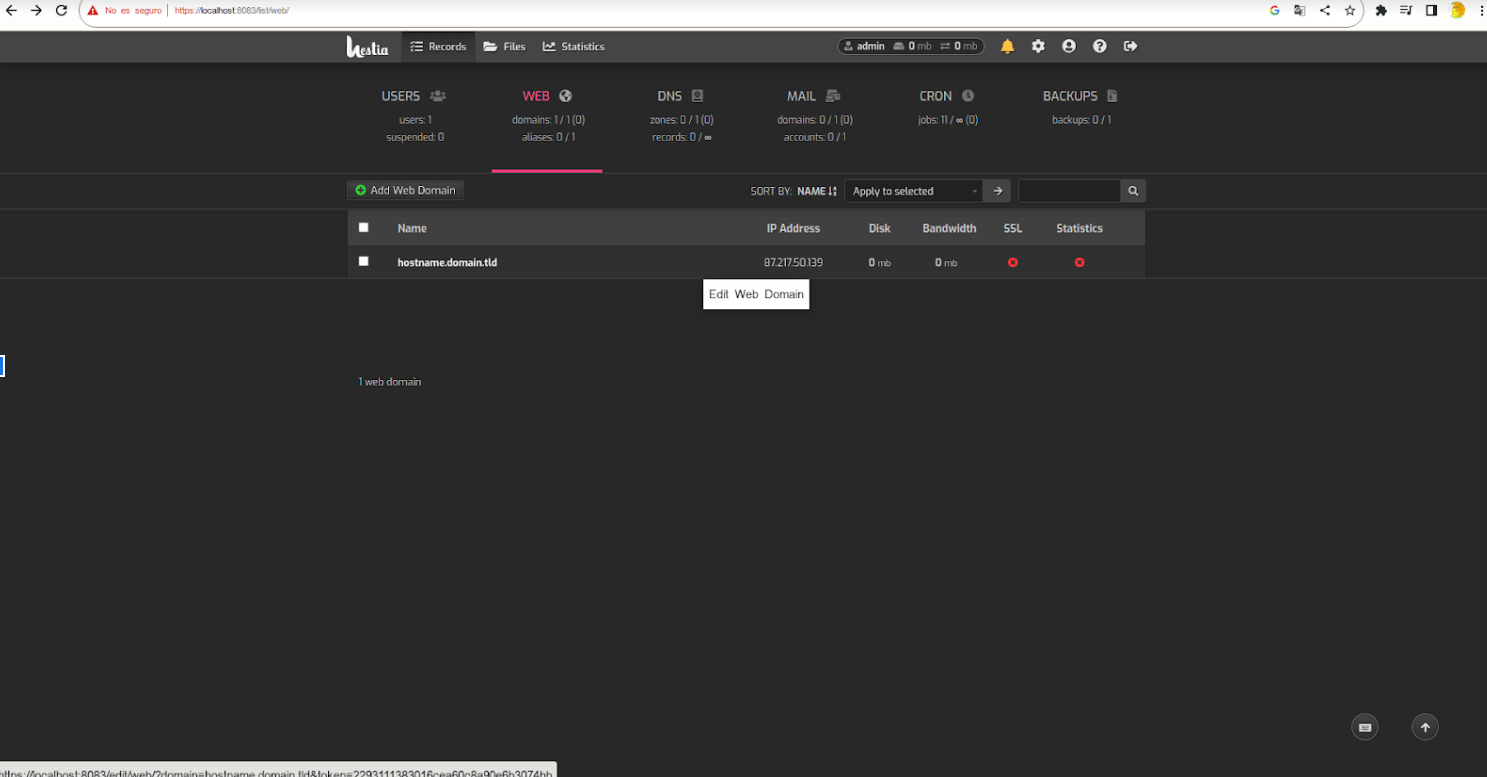 No es seguro https://localhost:8083/list/web/
hestia Records Files Statistics admin 0 mb 0 mb
USERS WEB DNS MAIL CRON BACKUPS
users: 1 domains: 1 / 1 (0) zones: 0 / 1 (0) domains: 0 / 1 (0) jobs: 11 / ∞ (0) backups: 0 / 1
suspended: 0 aliases: 0 / 1 records: 0 / ∞ accounts: 0 / 1
Add Web Domain SORT BY: NAME Apply to selected
Name IP Address Disk Bandwidth SSL Statistics
hostname.domain.tld 87.217.50.139 0 mb 0 mb
Edit Web Domain
1 web domain
https://localhost:8083/edit/web/?domain=hostname.domain.tld&token=2293111383016cea60c8a90e6b3074bb